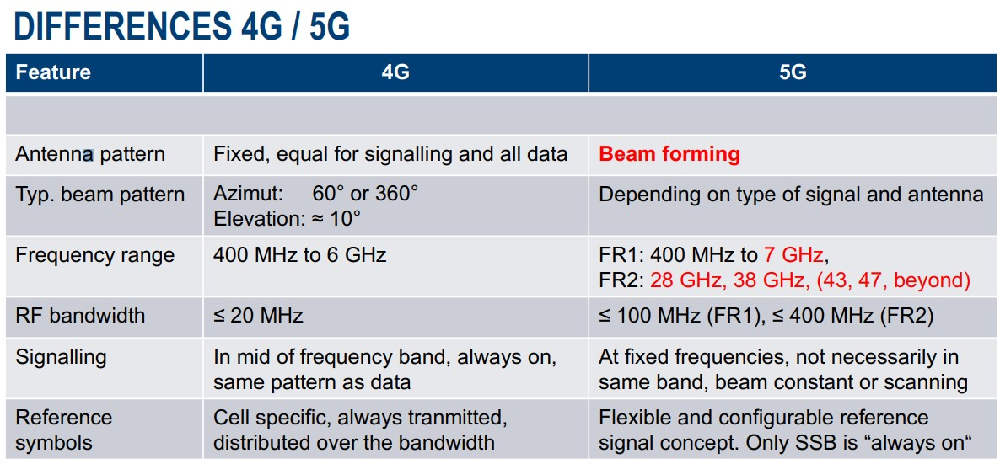 DIFFERENCES 4G / 5G
Feature 4G 5G
Antenna pattern Fixed, equal for signalling and all data Beam forming
Typ. beam pattern Azimut: 60° or 360° Depending on type of signal and antenna
Elevation: ≈ 10°
Frequency range 400 MHz to 6 GHz FR1: 400 MHz to 7 GHz,
FR2: 28 GHz, 38 GHz, (43, 47, beyond)
RF bandwidth ≤ 20 MHz ≤ 100 MHz (FR1), ≤ 400 MHz (FR2)
Signalling In mid of frequency band, always on, At fixed frequencies, not necessarily in
same pattern as data same band, beam constant or scanning
Reference Cell specific, always tranmitted, Flexible and configurable reference
symbols distributed over the bandwidth signal concept. Only SSB is “always on“